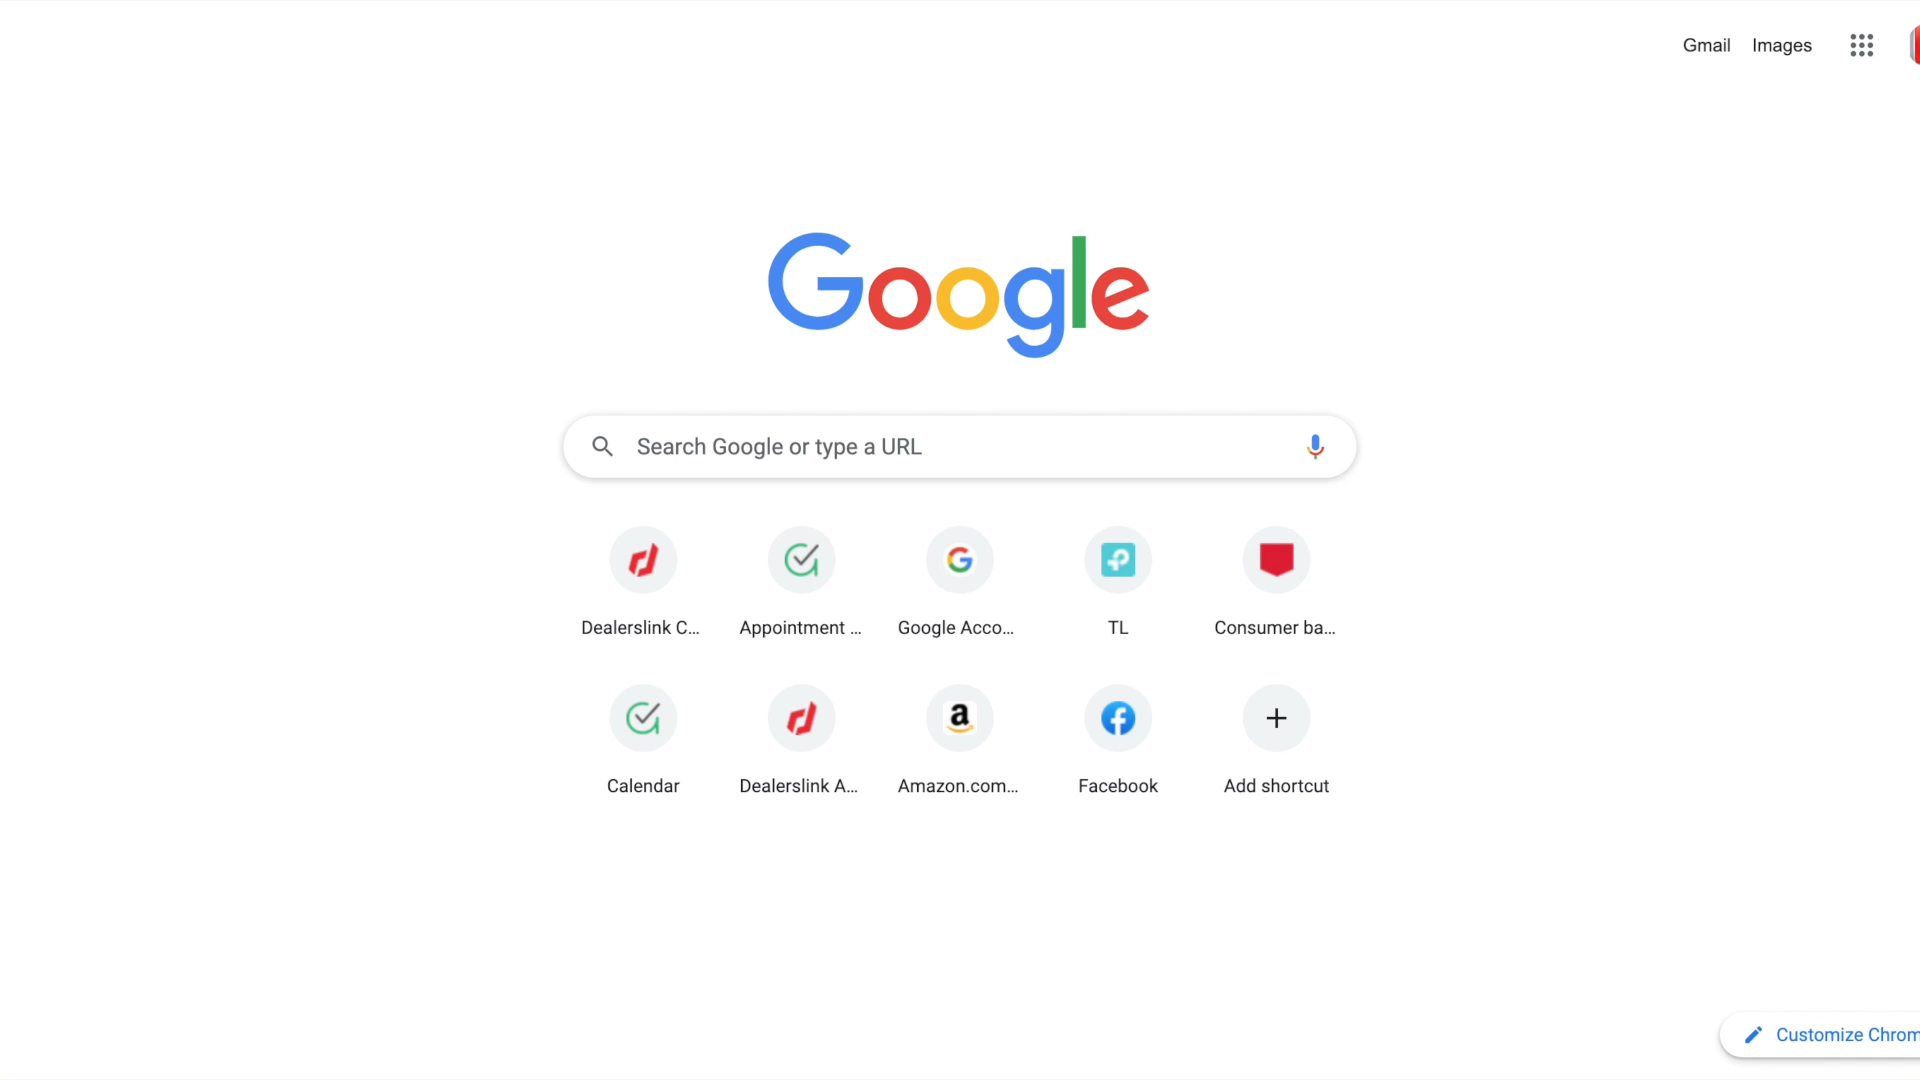 Gmail Images
Google
Search Google or type a URL
Dealerslink C... Appointment ... Google Acco... TL Consumer ba...
Calendar Dealerslink A... Amazon.com... Facebook Add shortcut
Customize Chrom